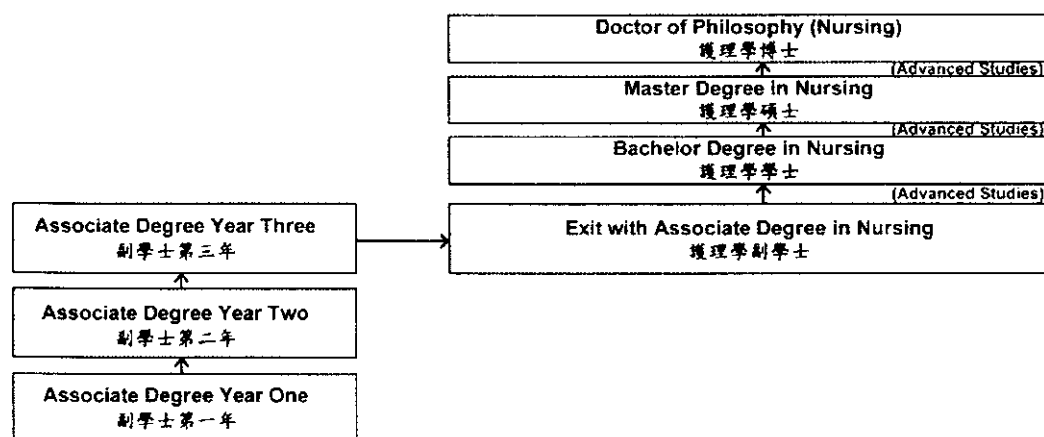 Doctor of Philosophy (Nursing)
護理學博士
(Advanced Studies)
Master Degree in Nursing
護理學碩士
(Advanced Studies)
Bachelor Degree in Nursing
護理學學士
(Advanced Studies)
Exit with Associate Degree in Nursing
護理學副學士
Associate Degree Year Three
副學士第三年
Associate Degree Year Two
副學士第二年
Associate Degree Year One
副學士第一年